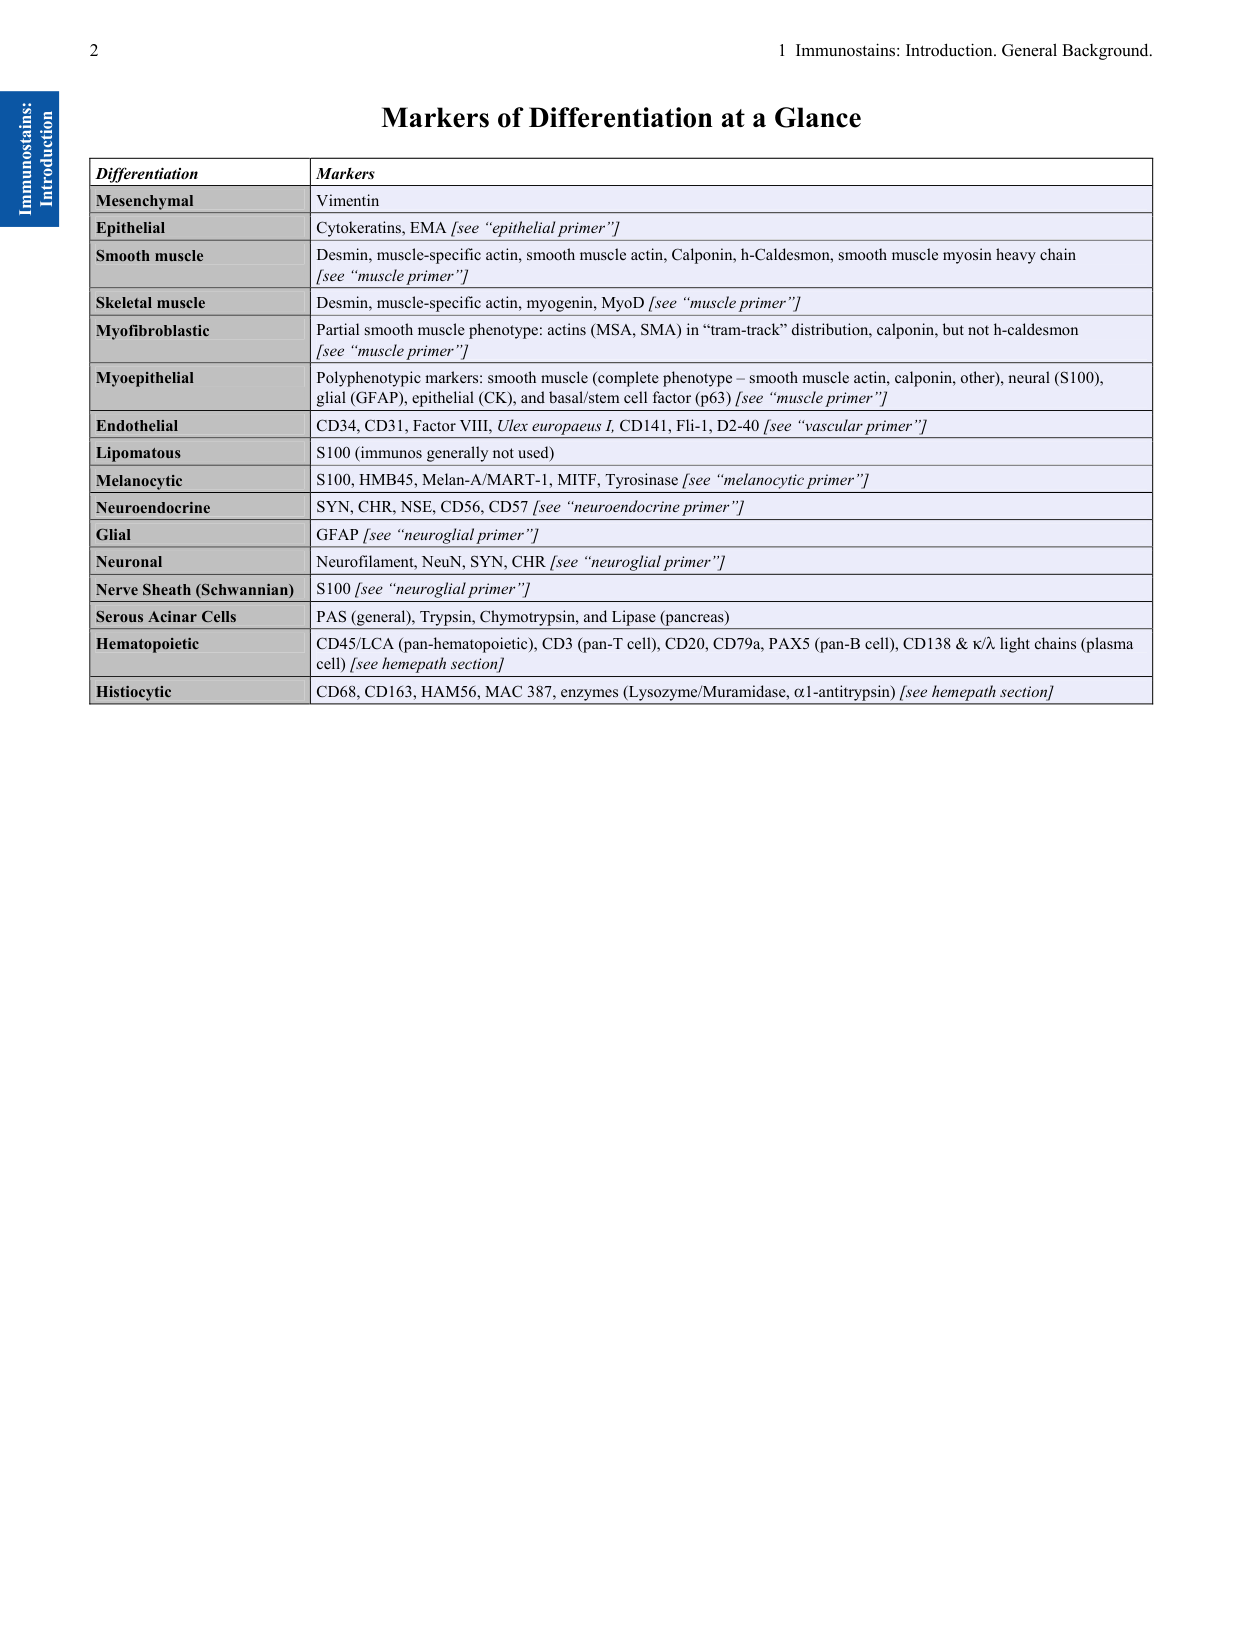 2
1 Immunostains: Introduction. General Background.
Immunostains:
Introduction
Markers of Differentiation at a Glance
Differentiation Markers
Mesenchymal Vimentin
Epithelial Cytokeratins, EMA [see “epithelial primer”]
Smooth muscle Desmin, muscle-specific actin, smooth muscle actin, Calponin, h-Caldesmon, smooth muscle myosin heavy chain
[see “muscle primer”]
Skeletal muscle Desmin, muscle-specific actin, myogenin, MyoD [see “muscle primer”]
Myofibroblastic Partial smooth muscle phenotype: actins (MSA, SMA) in “tram-track” distribution, calponin, but not h-caldesmon
[see “muscle primer”]
Myoepithelial Polyphenotypic markers: smooth muscle (complete phenotype – smooth muscle actin, calponin, other), neural (S100),
glial (GFAP), epithelial (CK), and basal/stem cell factor (p63) [see “muscle primer”]
Endothelial CD34, CD31, Factor VIII, Ulex europaeus I, CD141, Fli-1, D2-40 [see “vascular primer”]
Lipomatous S100 (immunos generally not used)
Melanocytic S100, HMB45, Melan-A/MART-1, MITF, Tyrosinase [see “melanocytic primer”]
Neuroendocrine SYN, CHR, NSE, CD56, CD57 [see “neuroendocrine primer”]
Glial GFAP [see “neuroglial primer”]
Neuronal Neurofilament, NeuN, SYN, CHR [see “neuroglial primer”]
Nerve Sheath (Schwannian) S100 [see “neuroglial primer”]
Serous Acinar Cells PAS (general), Trypsin, Chymotrypsin, and Lipase (pancreas)
Hematopoietic CD45/LCA (pan-hematopoietic), CD3 (pan-T cell), CD20, CD79a, PAX5 (pan-B cell), CD138 & κ/λ light chains (plasma
cell) [see hemepath section]
Histiocytic CD68, CD163, HAM56, MAC 387, enzymes (Lysozyme/Muramidase, α1-antitrypsin) [see hemepath section]